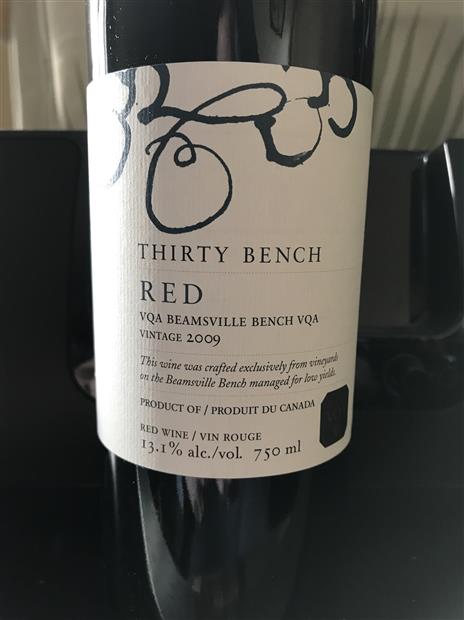 THIRTY BENCH
RED
VQA BEAMSVILLE BENCH VQA
VINTAGE 2009
This wine was crafted exclusively from vineyards
on the Beamsville Bench managed for low yields.
PRODUCT OF / PRODUIT DU CANADA
RED WINE / VIN ROUGE
13.1% alc./vol. 750 ml